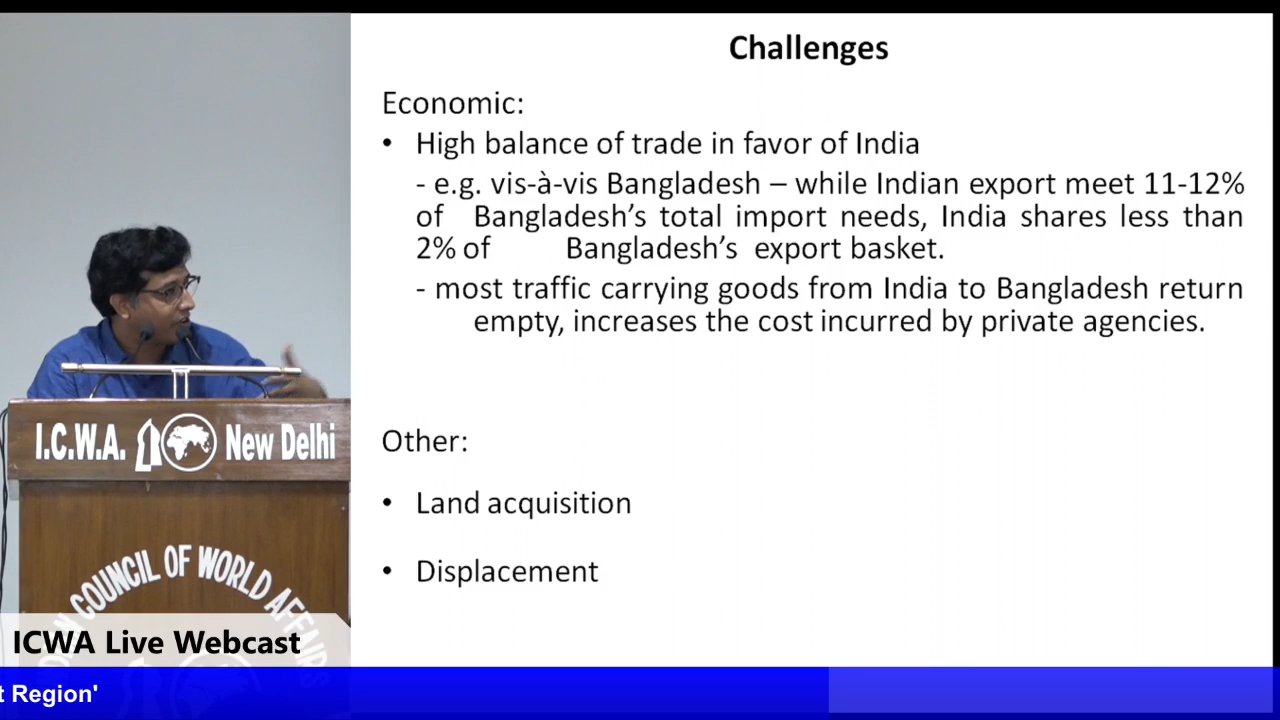 Challenges
Economic:
• High balance of trade in favor of India
- e.g. vis-à-vis Bangladesh – while Indian export meet 11-12%
of Bangladesh’s total import needs, India shares less than
2% of Bangladesh’s export basket.
- most traffic carrying goods from India to Bangladesh return
empty, increases the cost incurred by private agencies.
Other:
• Land acquisition
• Displacement
I.C.W.A. New Delhi
COUNCIL OF WORLD AFFAIRS
ICWA Live Webcast
t Region'